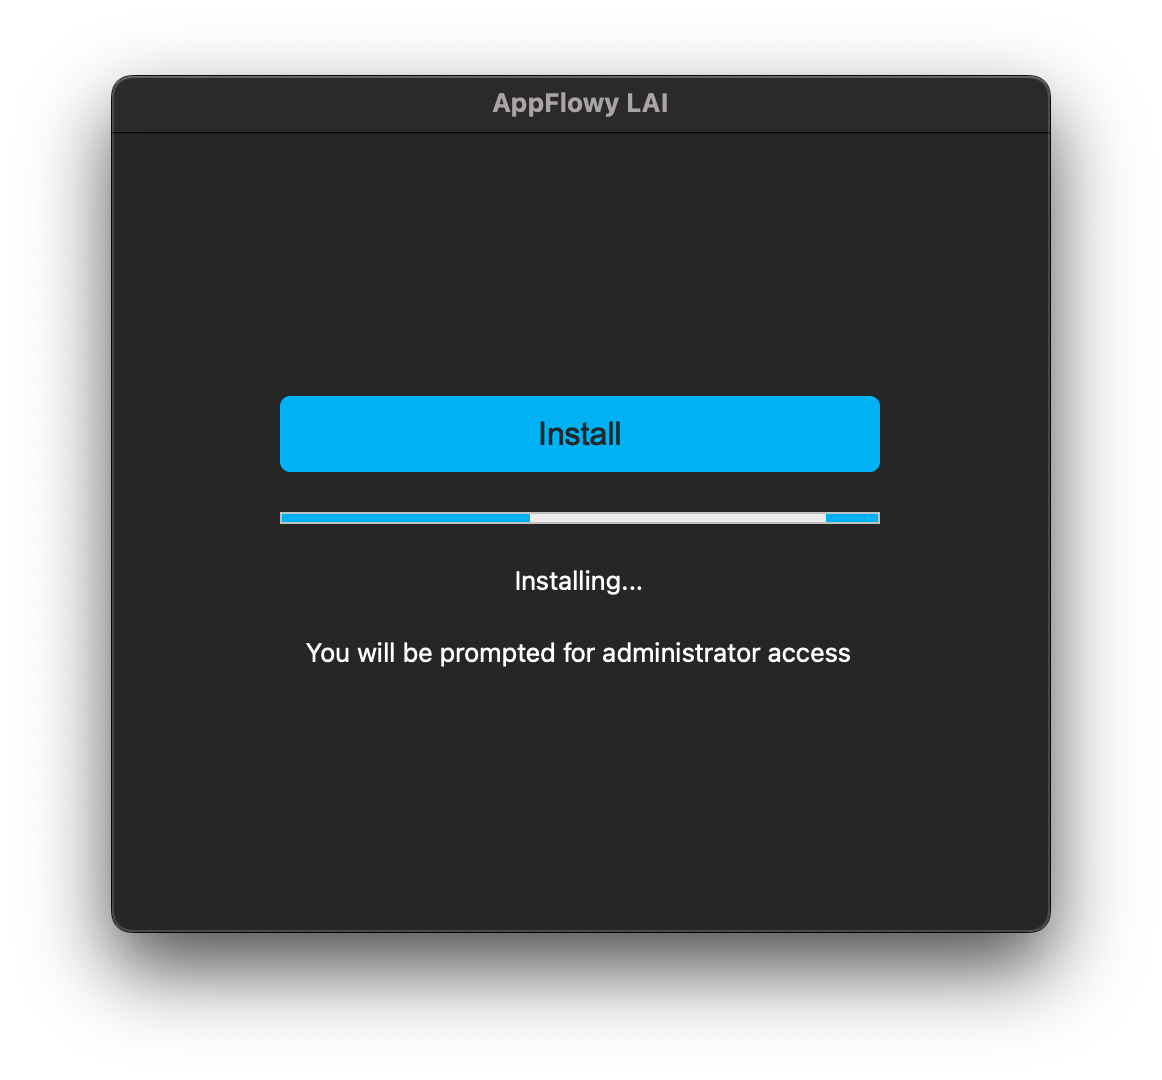 AppFlowy LAI
Install
Installing...
You will be prompted for administrator access